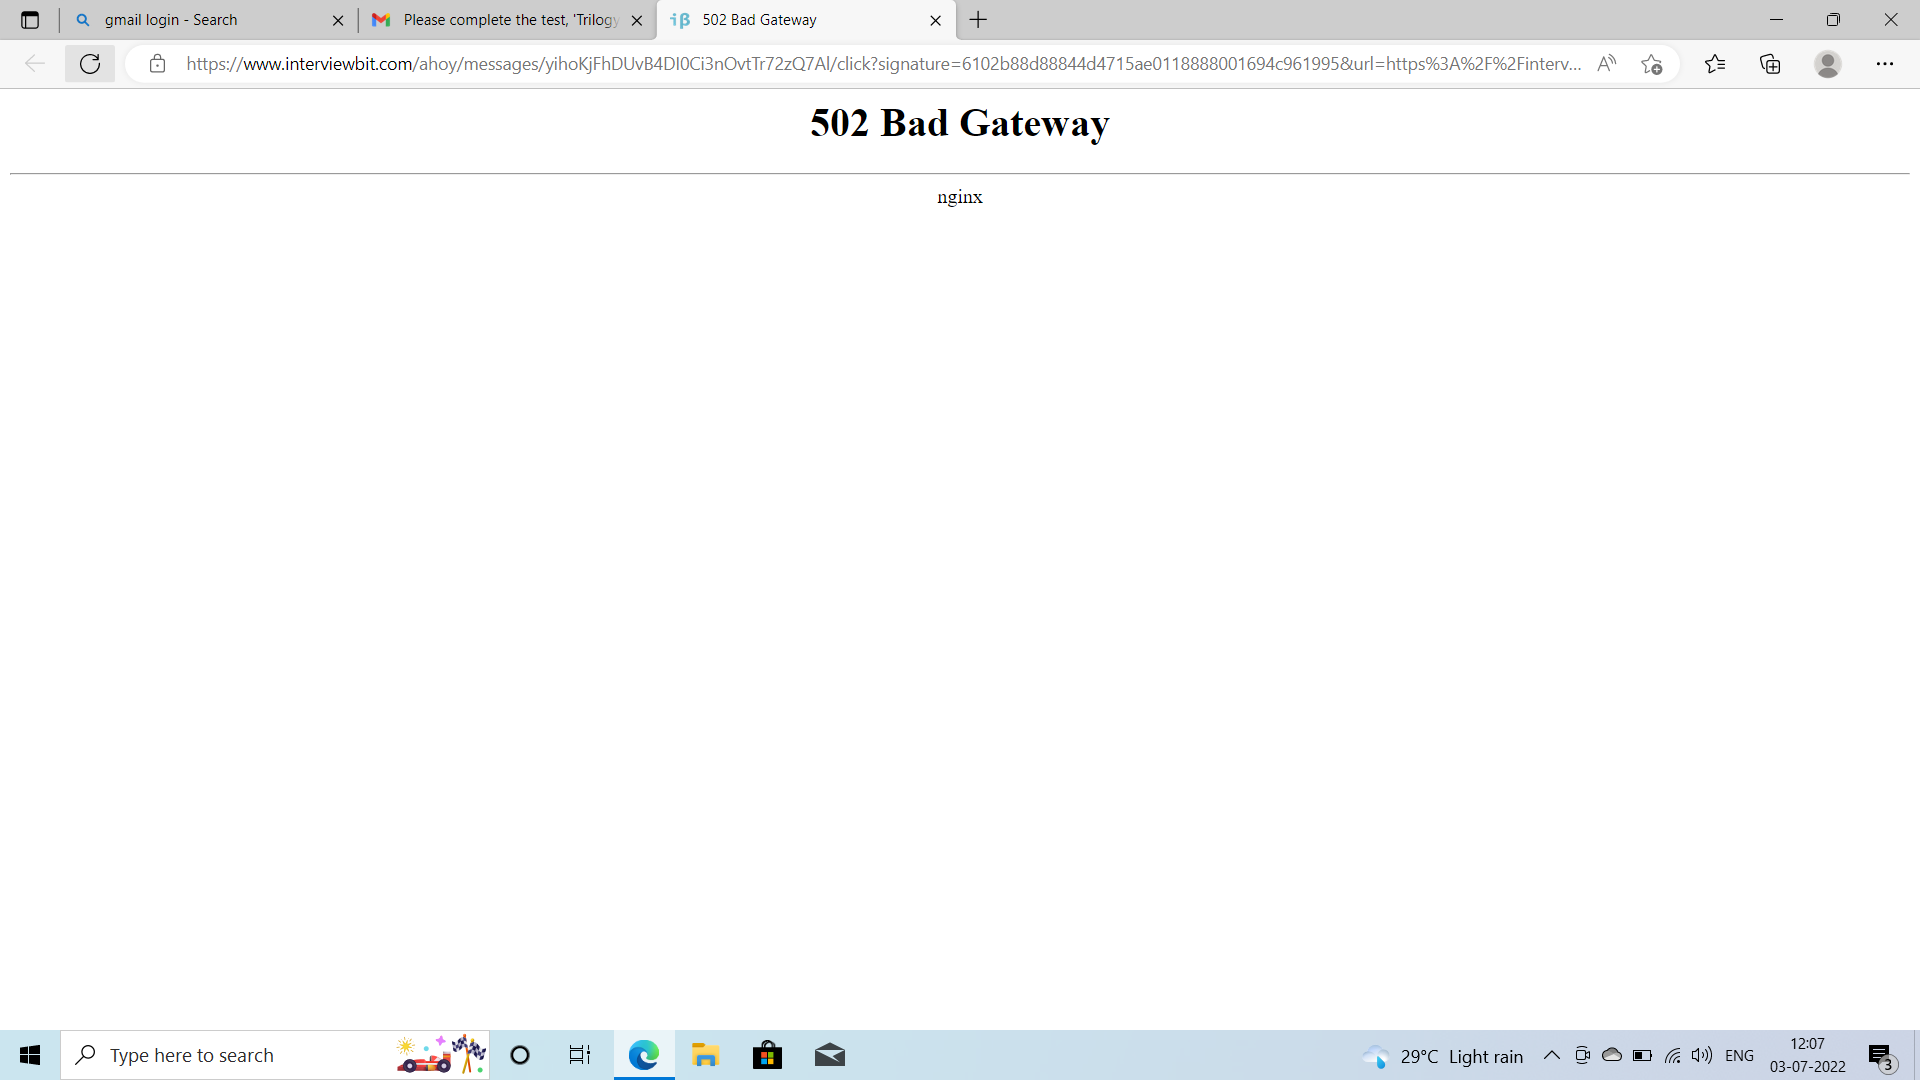 gmail login - Search
Please complete the test, 'Trilogy
iβ 502 Bad Gateway
https://www.interviewbit.com/ahoy/messages/yihoKjFhDUvB4DI0Ci3nOvtTr72zQ7Al/click?signature=6102b88d88844d4715ae0118888001694c961995&url=https%3A%2F%2Finterv...
502 Bad Gateway
nginx
Type here to search
29°C Light rain
ENG
12:07
03-07-2022
3